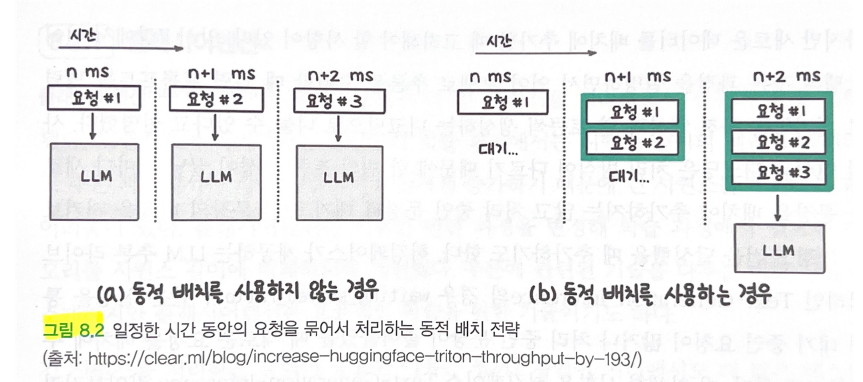 시간
n ms
n+1 ms
n+2 ms
요청 #1
요청 #2
요청 #3
LLM
LLM
LLM
(a) 동적 배치를 사용하지 않는 경우
시간
n ms
n+1 ms
n+2 ms
요청 #1
대기...
요청 #1
요청 #2
대기...
요청 #1
요청 #2
요청 #3
LLM
(b) 동적 배치를 사용하는 경우
그림 8.2 일정한 시간 동안의 요청을 묶어서 처리하는 동적 배치 전략
(출처: https://clear.ml/blog/increase-huggingface-triton-throughput-by-193/)